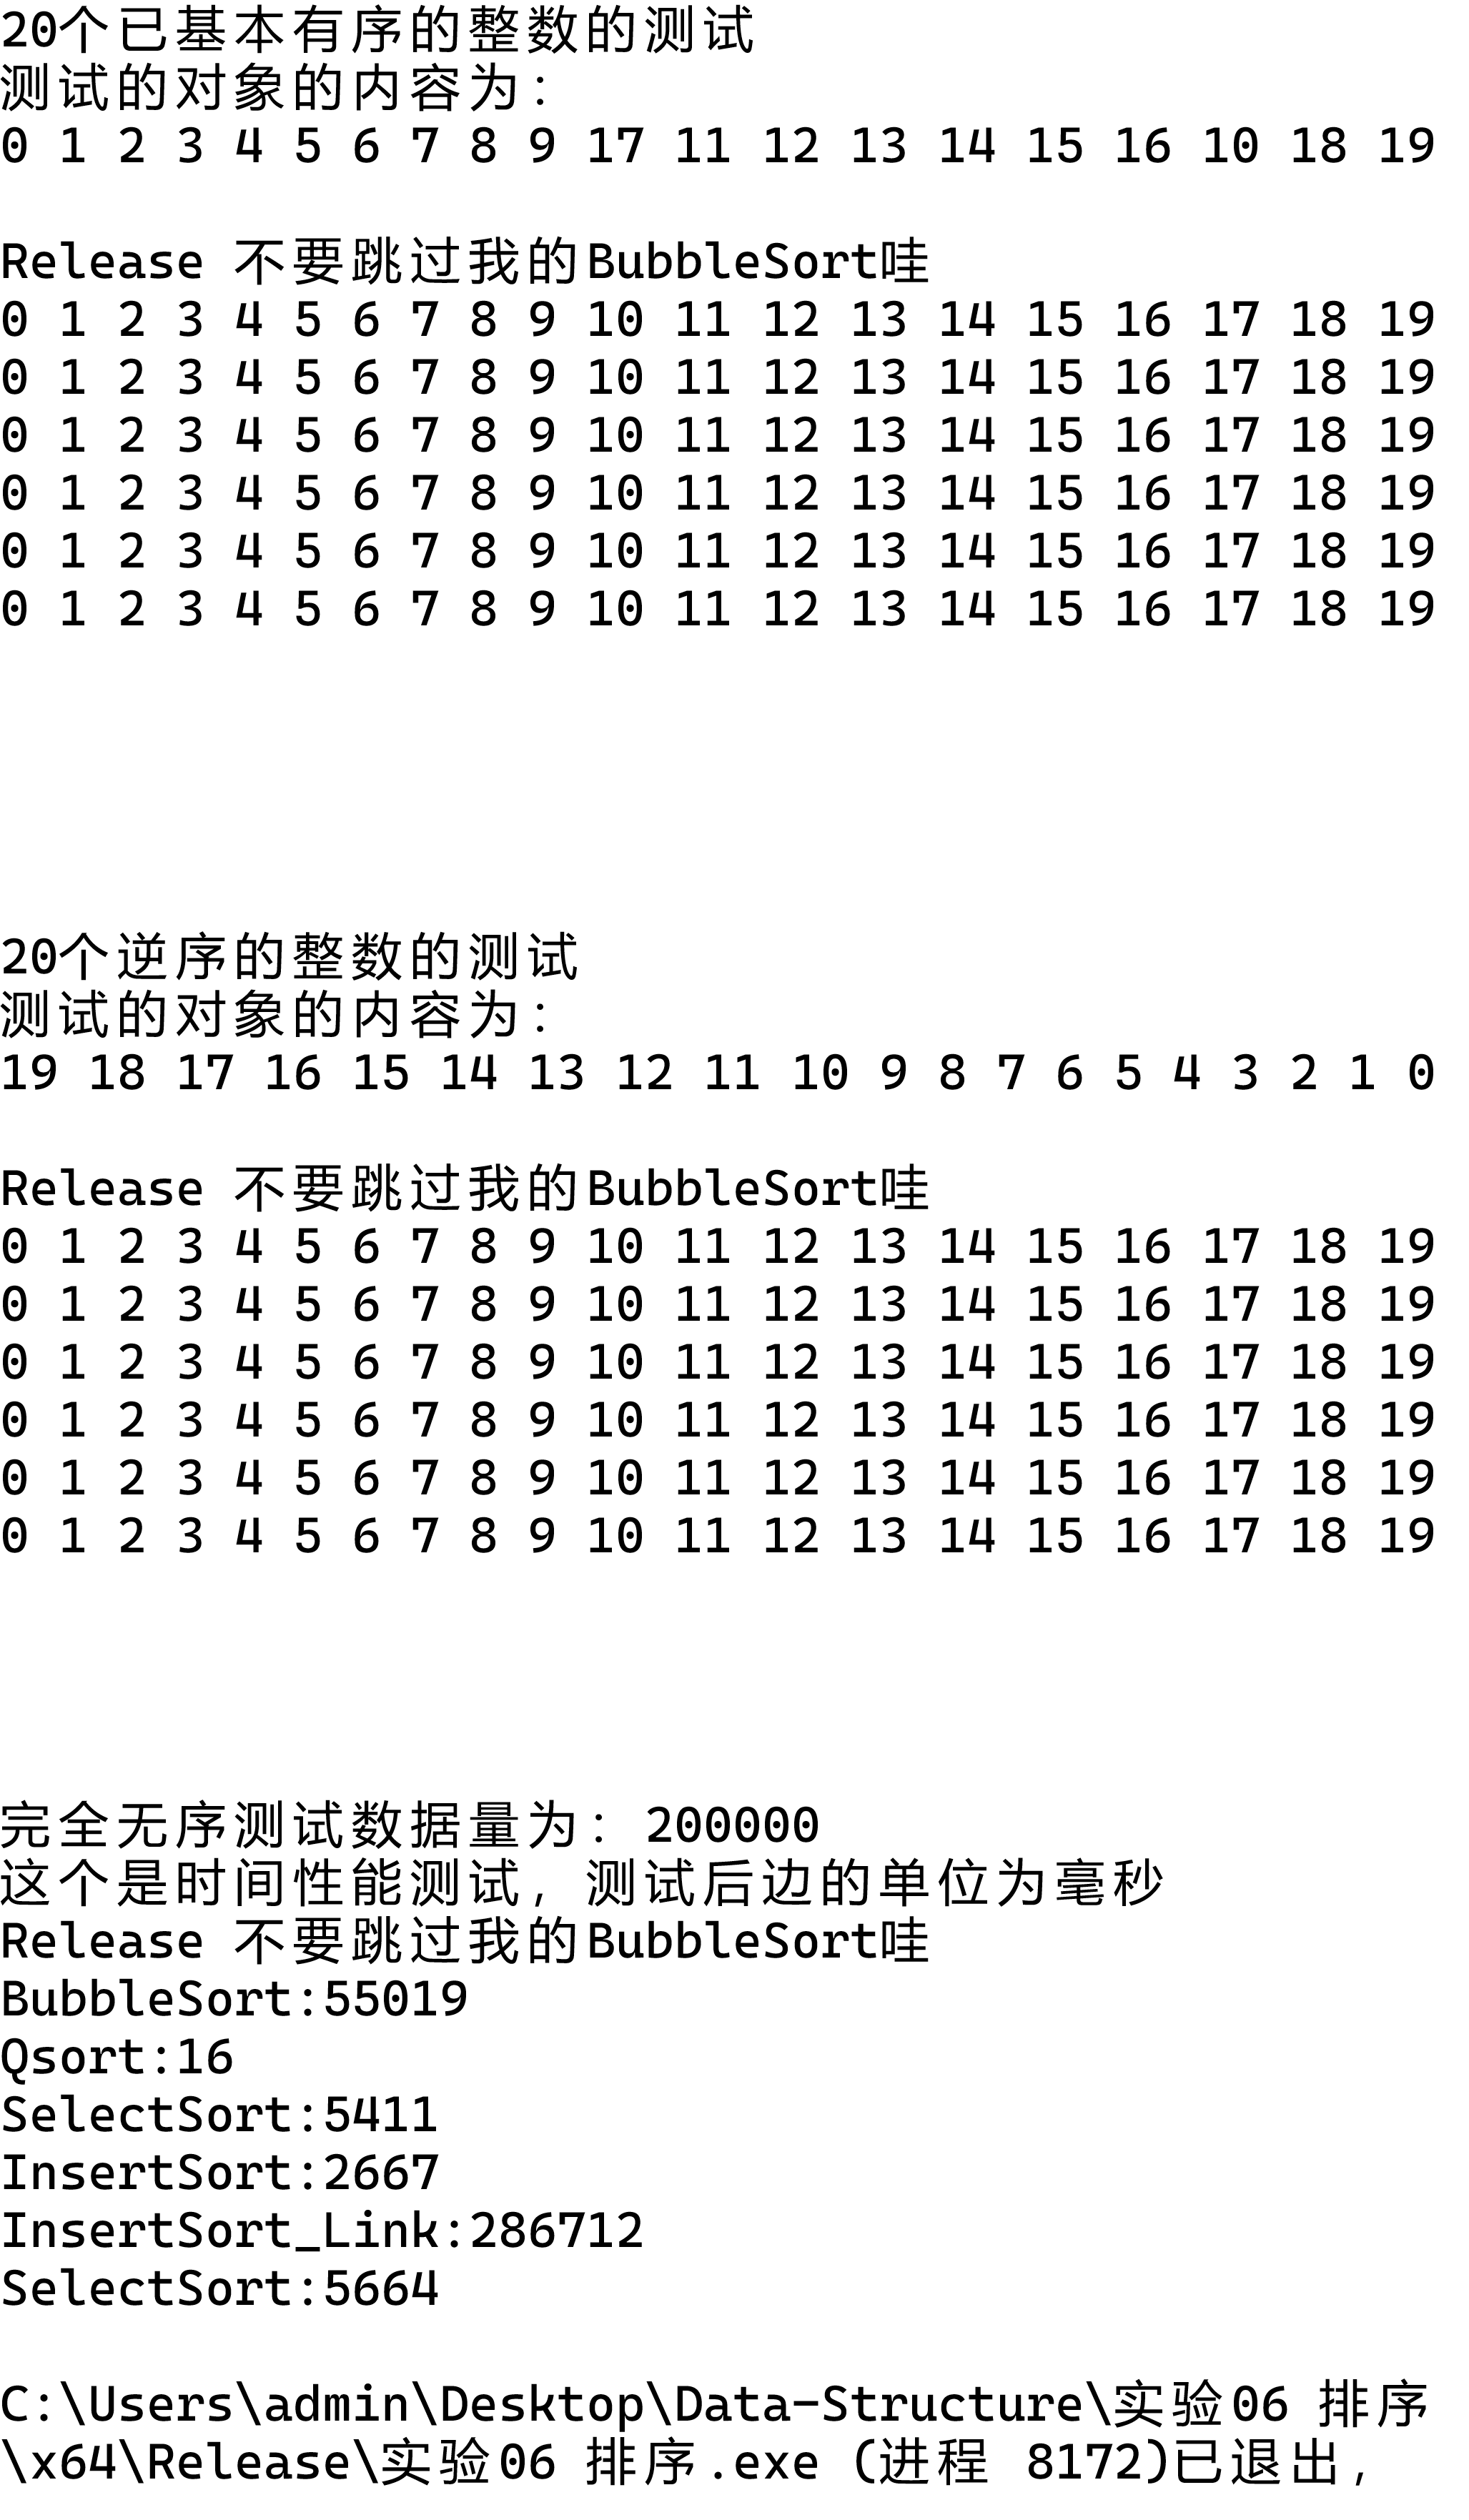 20个已基本有序的整数的测试
测试的对象的内容为:
0 1 2 3 4 5 6 7 8 9 17 11 12 13 14 15 16 10 18 19
Release 不要跳过我的BubbleSort哇
0 1 2 3 4 5 6 7 8 9 10 11 12 13 14 15 16 17 18 19
0 1 2 3 4 5 6 7 8 9 10 11 12 13 14 15 16 17 18 19
0 1 2 3 4 5 6 7 8 9 10 11 12 13 14 15 16 17 18 19
0 1 2 3 4 5 6 7 8 9 10 11 12 13 14 15 16 17 18 19
0 1 2 3 4 5 6 7 8 9 10 11 12 13 14 15 16 17 18 19
0 1 2 3 4 5 6 7 8 9 10 11 12 13 14 15 16 17 18 19
20个逆序的整数的测试
测试的对象的内容为:
19 18 17 16 15 14 13 12 11 10 9 8 7 6 5 4 3 2 1 0
Release 不要跳过我的BubbleSort哇
0 1 2 3 4 5 6 7 8 9 10 11 12 13 14 15 16 17 18 19
0 1 2 3 4 5 6 7 8 9 10 11 12 13 14 15 16 17 18 19
0 1 2 3 4 5 6 7 8 9 10 11 12 13 14 15 16 17 18 19
0 1 2 3 4 5 6 7 8 9 10 11 12 13 14 15 16 17 18 19
0 1 2 3 4 5 6 7 8 9 10 11 12 13 14 15 16 17 18 19
0 1 2 3 4 5 6 7 8 9 10 11 12 13 14 15 16 17 18 19
完全无序测试数据量为: 200000
这个是时间性能测试, 测试后边的单位为毫秒
Release 不要跳过我的BubbleSort哇
BubbleSort:55019
Qsort:16
SelectSort:5411
InsertSort:2667
InsertSort_Link:286712
SelectSort:5664
C:\Users\admin\Desktop\Data-Structure\实验06 排序
\x64\Release\实验06 排序.exe (进程 8172)已退出,